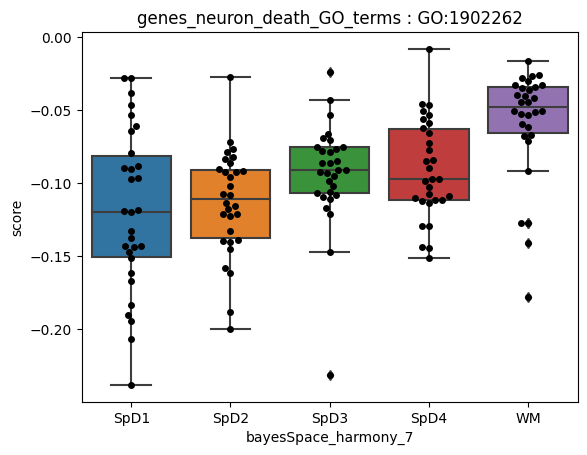 genes_neuron_death_GO_terms : GO:1902262
0.00
−0.05
−0.10
−0.15
−0.20
score
SpD1 SpD2 SpD3 SpD4 WM
bayesSpace_harmony_7